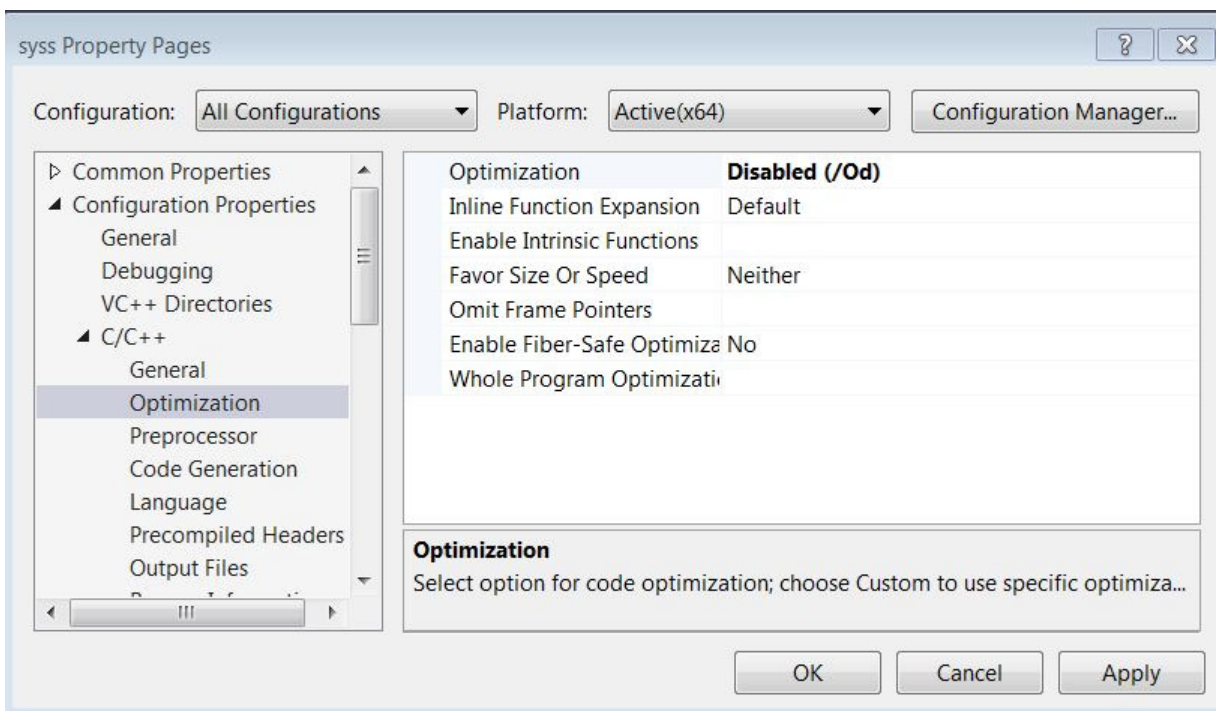 syss Property Pages
Configuration: All Configurations Platform: Active(x64) Configuration Manager...
Common Properties
Configuration Properties
General
Debugging
VC++ Directories
C/C++
General
Optimization
Preprocessor
Code Generation
Language
Precompiled Headers
Output Files
Optimization Disabled (/Od)
Inline Function Expansion Default
Enable Intrinsic Functions
Favor Size Or Speed Neither
Omit Frame Pointers
Enable Fiber-Safe Optimiza No
Whole Program Optimizati
Optimization
Select option for code optimization; choose Custom to use specific optimiza...
OK Cancel Apply